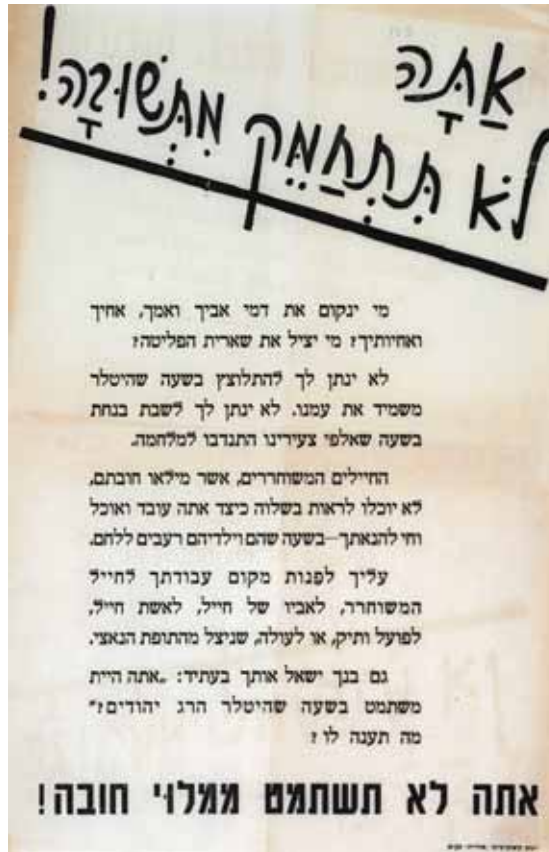 אַתָּה
לֹא תִּתְחַמֵּק מִתְּשׁוּבָה!
מי ינקום את דמי אביך ואמך, אחיך
ואחיותיך? מי יציל את שארית הפליטה?
לא ינתן לך להתלוצץ בשעה שהיטלר
משמיד את עמנו. לא ינתן לך לשבת בנחת
בשעה שאלפי צעירינו התנדבו למלחמה.
החיילים המשוחררים, אשר מילאו חובתם,
לא יוכלו לראות בשלוה כיצד אתה עובד ואוכל
וחי להנאתך—בשעה שהם וילדיהם רעבים ללחם.
עליך לפנות מקום עבודתך לחייל
המשוחרר, לאביו של חייל, לאשת חייל,
לפועל ותיק, או לעולה, שניצל מהתופת הנאצי.
גם בנך ישאל אותך בעתיד: „אתה היית
משתמט בשעה שהיטלר הרג יהודים?"
מה תענה לו?
אתה לא תשתמט ממלוי חובה!